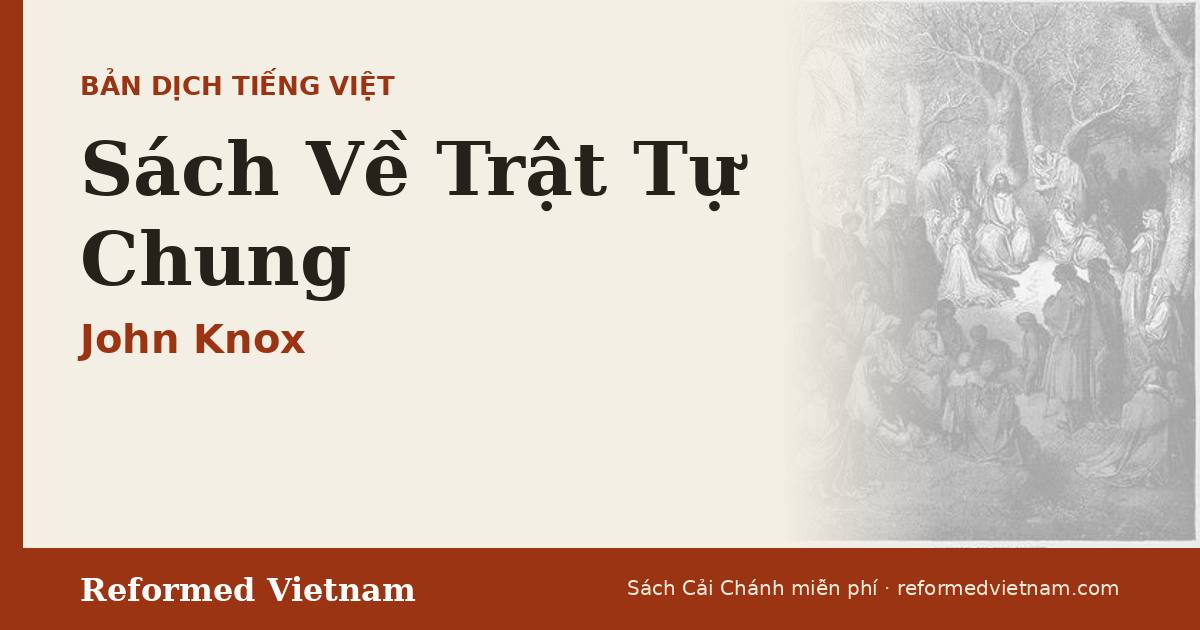 BẢN DỊCH TIẾNG VIỆT
Sách Về Trật Tự
Chung
John Knox
Reformed Vietnam
Sách Cải Chánh miễn phí · reformedvietnam.com